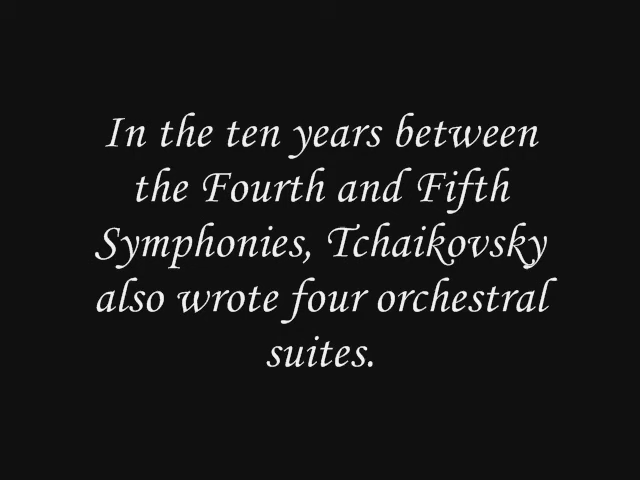 In the ten years between
the Fourth and Fifth
Symphonies, Tchaikovsky
also wrote four orchestral
suites.